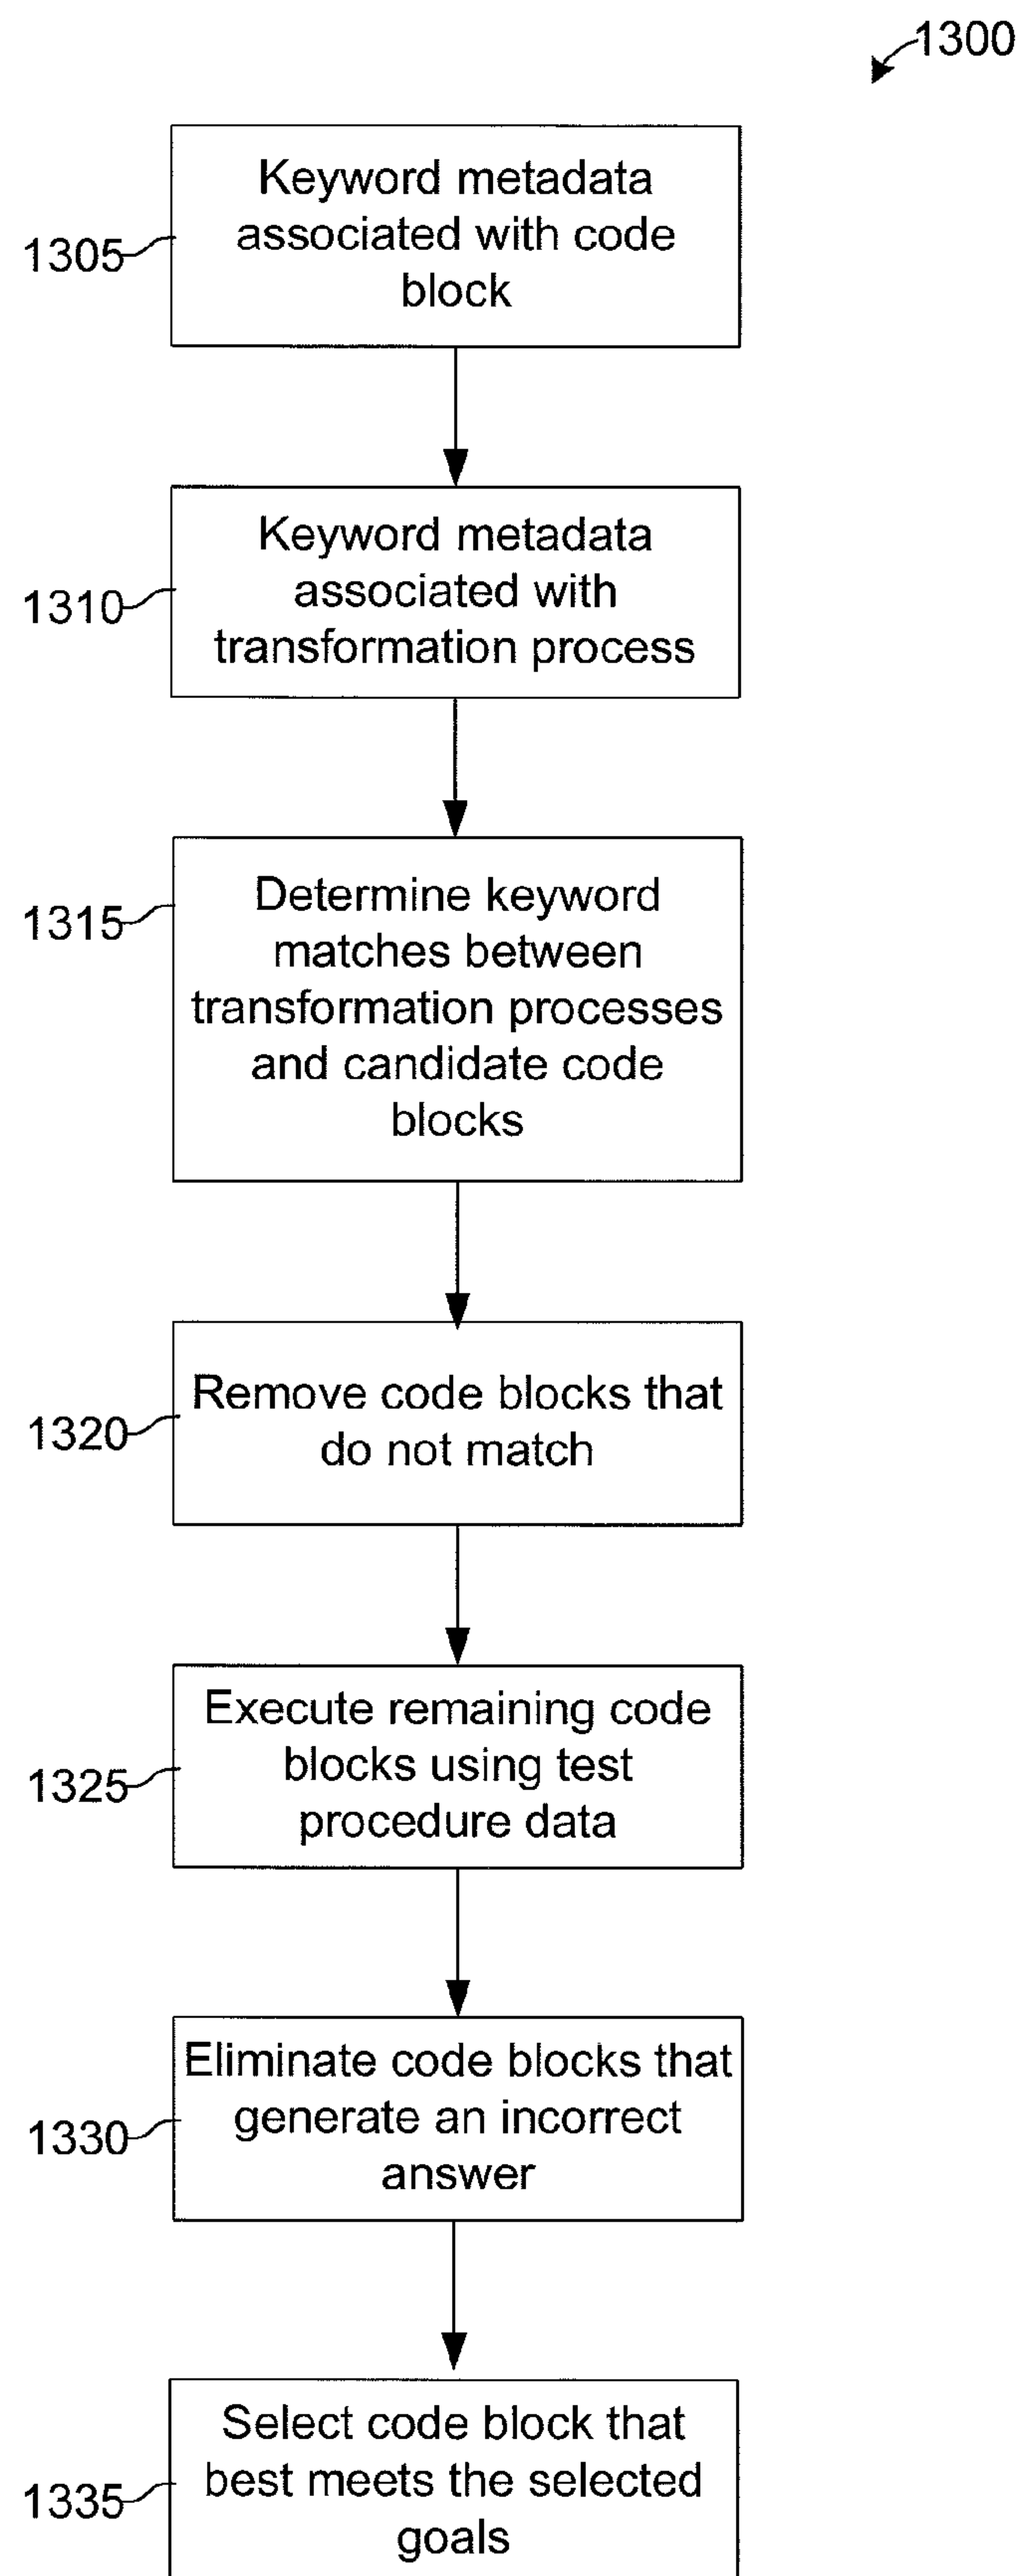 1300
Keyword metadata
associated with code
block
1305
Keyword metadata
associated with
transformation process
1310
Determine keyword
matches between
transformation processes
and candidate code
blocks
1315
Remove code blocks that
do not match
1320
Execute remaining code
blocks using test
procedure data
1325
Eliminate code blocks that
generate an incorrect
answer
1330
Select code block that
best meets the selected
goals
1335